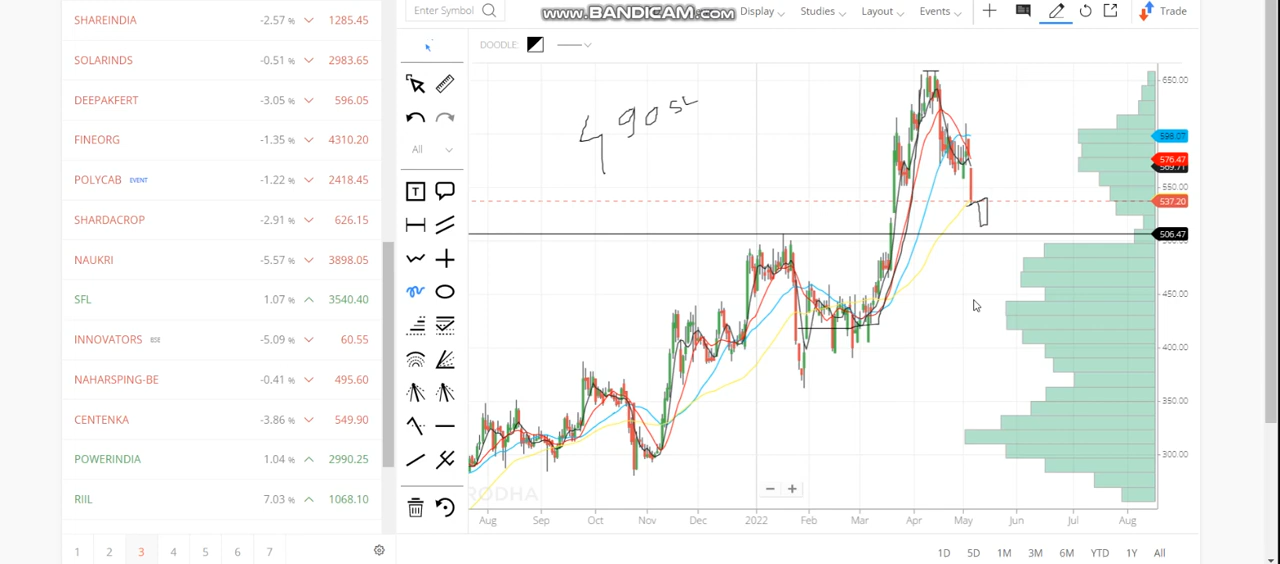 SHAREINDIA -2.57 % 1285.45
SOLARINDS -0.51 % 2983.65
DEEPAKFERT -3.05 % 596.05
FINEORG -1.35 % 4310.20
POLYCAB EVENT -1.22 % 2418.45
SHARDACROP -2.91 % 626.15
NAUKRI -5.57 % 3898.05
SFL 1.07 % 3540.40
INNOVATORS BSE -5.09 % 60.55
NAHARSPING-BE -0.41 % 495.60
CENTENKA -3.86 % 549.90
POWERINDIA 1.04 % 2990.25
RIIL 7.03 % 1068.10
1 2 3 4 5 6 7
Enter Symbol
www.BANDICAM.com
Display Studies Layout Events Trade
DOODLE:
All
T
490 SL
650.00
598.07
576.47
550.00
537.20
506.47
450.00
400.00
350.00
300.00
RODHA
Aug Sep Oct Nov Dec 2022 Feb Mar Apr May Jun Jul Aug
1D 5D 1M 3M 6M YTD 1Y All